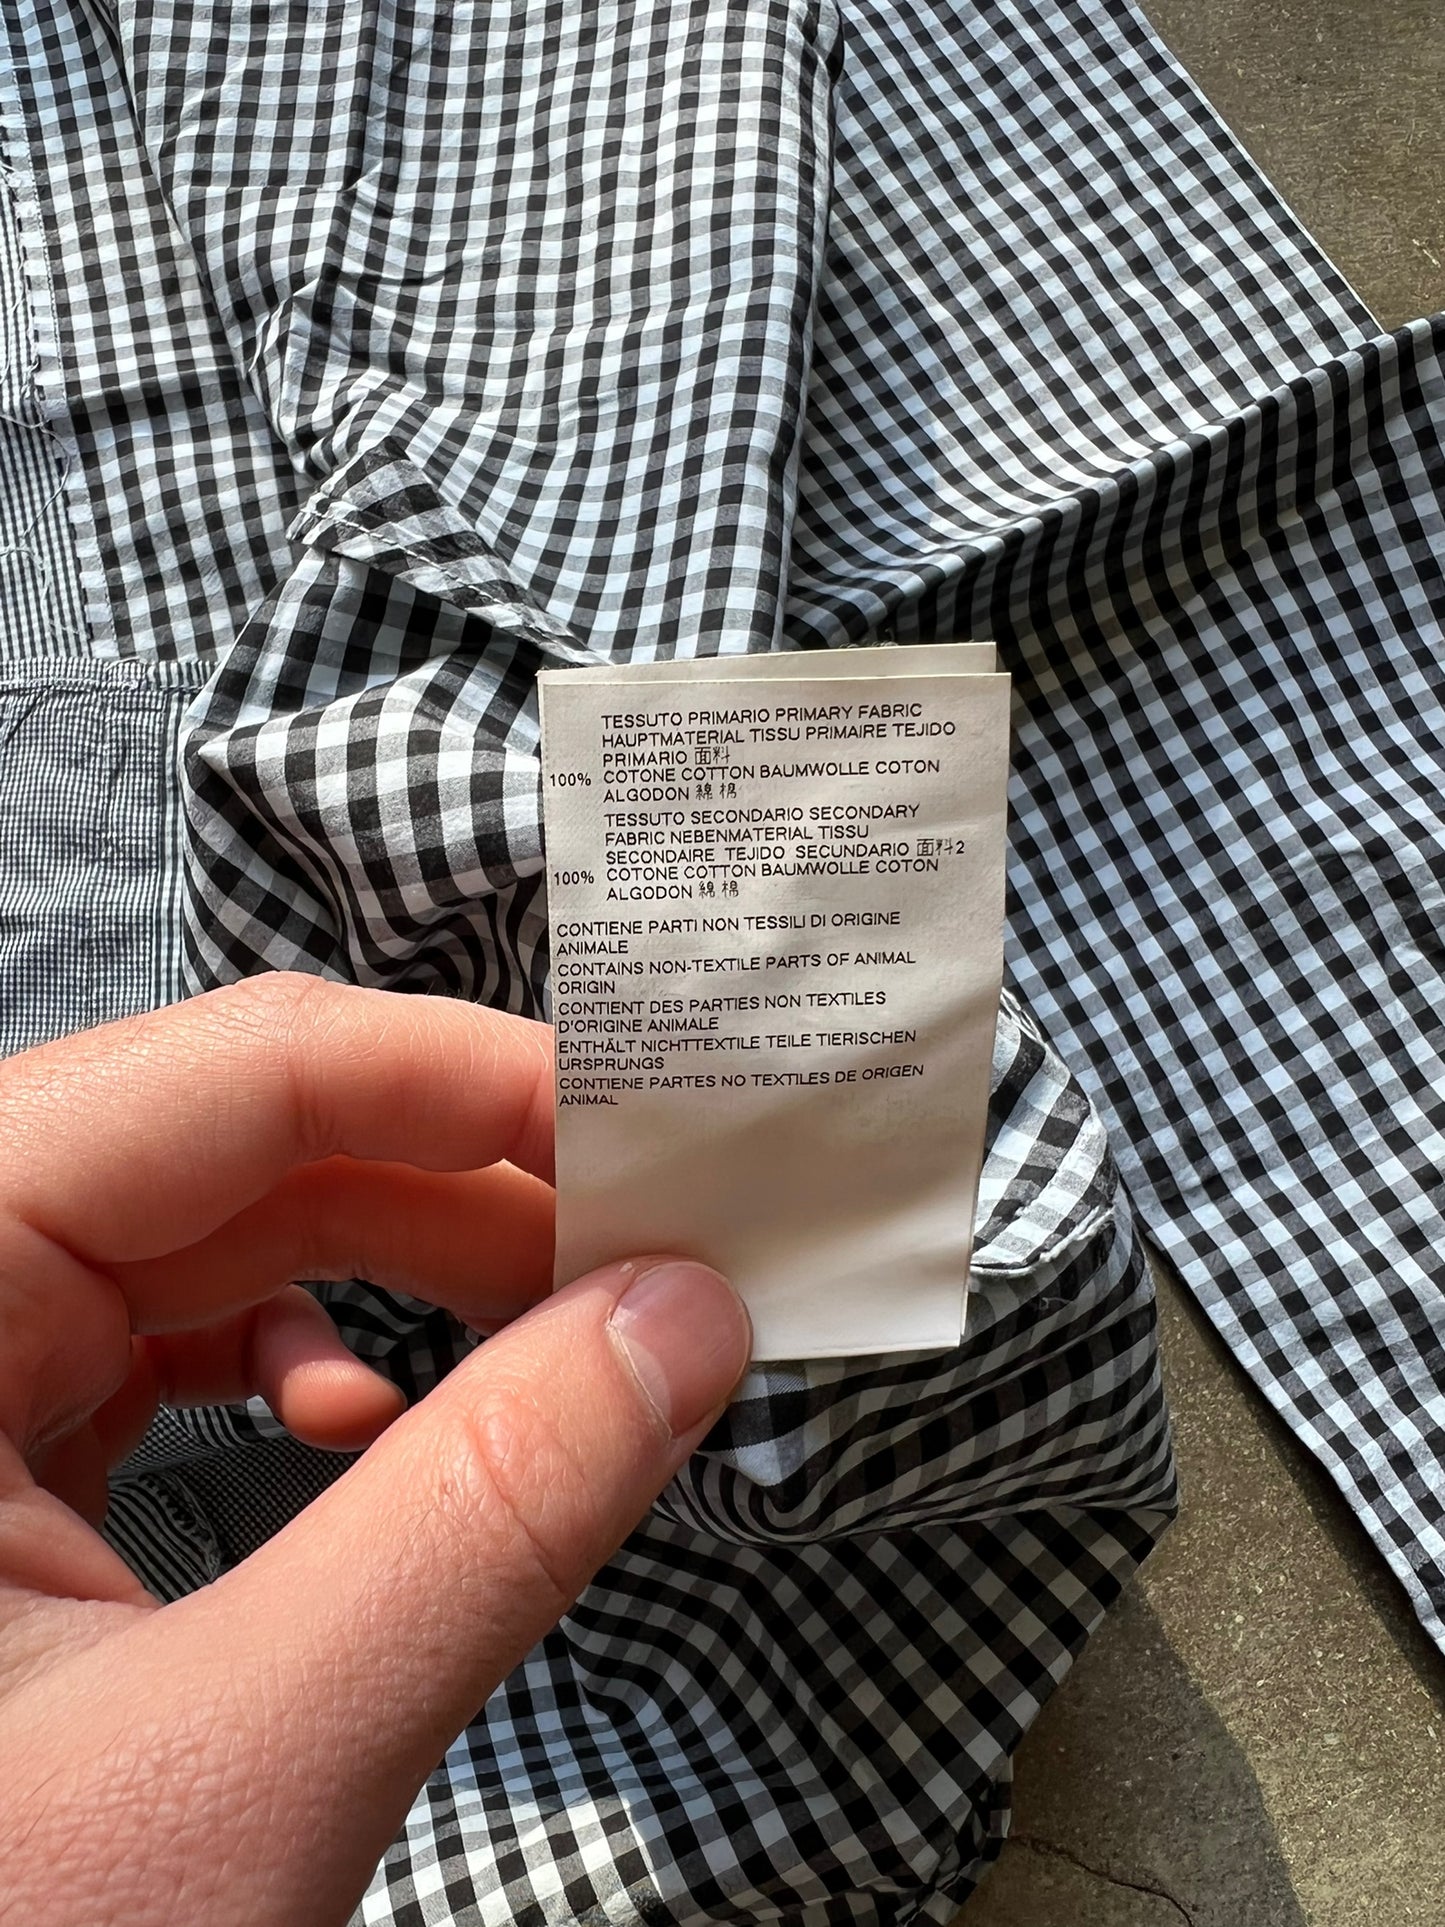 TESSUTO PRIMARIO PRIMARY FABRIC
HAUPTMATERIAL TISSU PRIMAIRE TEJIDO
PRIMARIO 面料
100% COTONE COTTON BAUMWOLLE COTON
ALGODON 綿 棉
TESSUTO SECONDARIO SECONDARY
FABRIC NEBENMATERIAL TISSU
SECONDAIRE TEJIDO SECUNDARIO 面料2
100% COTONE COTTON BAUMWOLLE COTON
ALGODON 綿 棉
CONTIENE PARTI NON TESSILI DI ORIGINE
ANIMALE
CONTAINS NON-TEXTILE PARTS OF ANIMAL
ORIGIN
CONTIENT DES PARTIES NON TEXTILES
D'ORIGINE ANIMALE
ENTHÄLT NICHTTEXTILE TEILE TIERISCHEN
URSPRUNGS
CONTIENE PARTES NO TEXTILES DE ORIGEN
ANIMAL